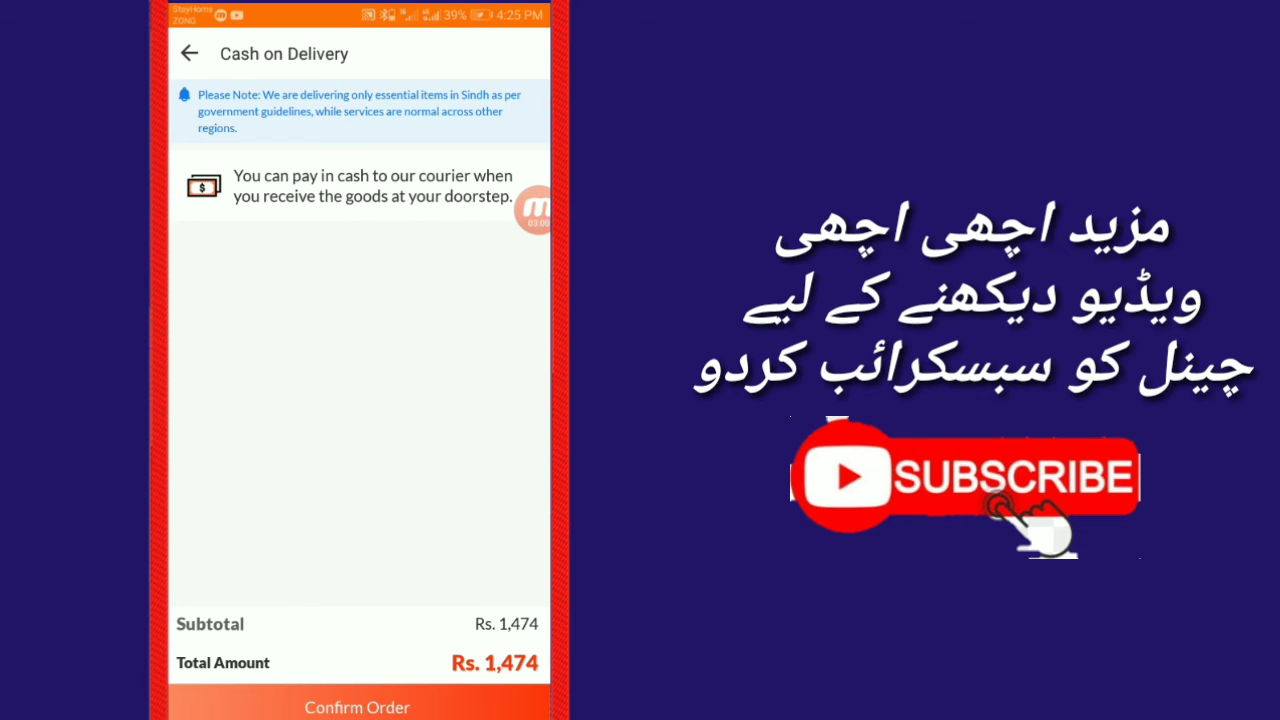 StayHome
ZONG
39% 4:25 PM
Cash on Delivery
Please Note: We are delivering only essential items in Sindh as per
government guidelines, while services are normal across other
regions.
You can pay in cash to our courier when
you receive the goods at your doorstep.
03:00
Subtotal Rs. 1,474
Total Amount Rs. 1,474
Confirm Order
مزید اچھی اچھی
ویڈیو دیکھنے کے لیے
چینل کو سبسکرائب کردو
SUBSCRIBE